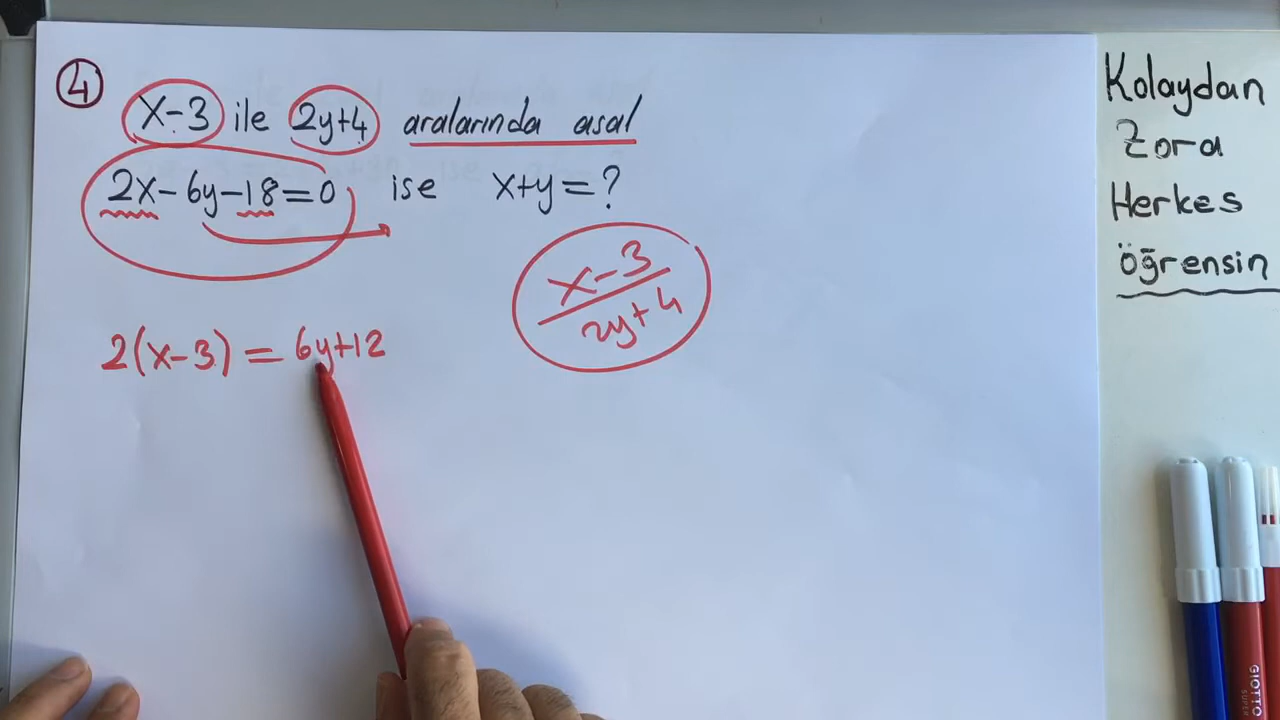 4
x-3 ile 2y+4 aralarında asal
2x-6y-18=0 ise x+y=?
x-3
2y+4
2(x-3) = 6y+12
Kolaydan
Zora
Herkes
öğrensin
GIOTTO